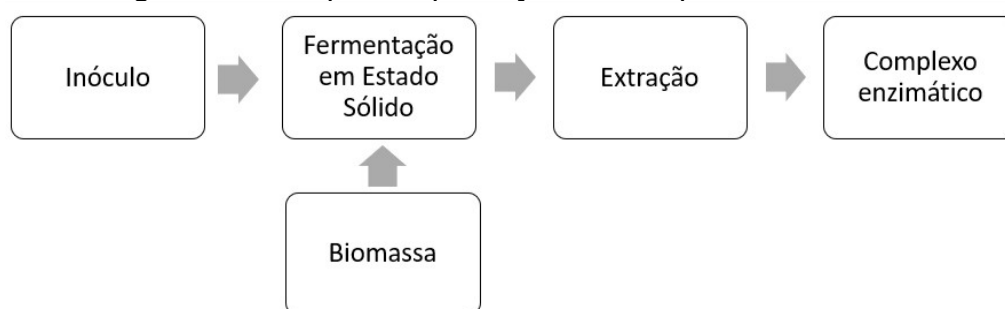 Inóculo
Fermentação
em Estado
Sólido
Extração
Complexo
enzimático
Biomassa